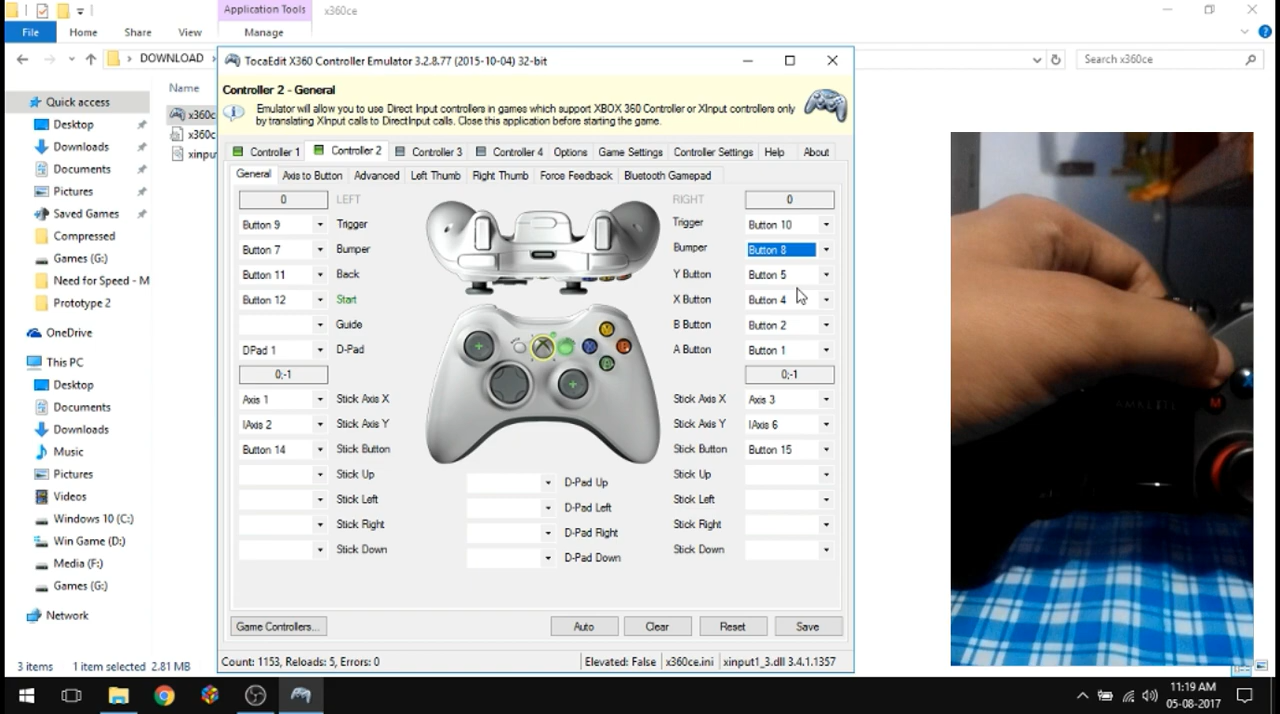 Application Tools
x360ce
File
Home
Share
View
Manage
DOWNLOAD
Search x360ce
Quick access
Desktop
Downloads
Documents
Pictures
Saved Games
Compressed
Games (G:)
Need for Speed - M
Prototype 2
OneDrive
This PC
Desktop
Documents
Downloads
Music
Pictures
Videos
Windows 10 (C:)
Win Game (D:)
Media (F:)
Games (G:)
Network
Name
x360c
x360c
xinpu
TocaEdit X360 Controller Emulator 3.2.8.77 (2015-10-04) 32-bit
Controller 2 - General
Emulator will allow you to use Direct Input controllers in games which support XBOX 360 Controller or XInput controllers only
by translating XInput calls to DirectInput calls. Close this application before starting the game.
Controller 1
Controller 2
Controller 3
Controller 4
Options
Game Settings
Controller Settings
Help
About
General
Axis to Button
Advanced
Left Thumb
Right Thumb
Force Feedback
Bluetooth Gamepad
0
LEFT
Button 9
Trigger
Button 7
Bumper
Button 11
Back
Button 12
Start
Guide
DPad 1
D-Pad
0;-1
Axis 1
Stick Axis X
IAxis 2
Stick Axis Y
Button 14
Stick Button
Stick Up
Stick Left
Stick Right
Stick Down
D-Pad Up
D-Pad Left
D-Pad Right
D-Pad Down
RIGHT
0
Trigger
Button 10
Bumper
Button 8
Y Button
Button 5
X Button
Button 4
B Button
Button 2
A Button
Button 1
0;-1
Stick Axis X
Axis 3
Stick Axis Y
IAxis 6
Stick Button
Button 15
Stick Up
Stick Left
Stick Right
Stick Down
Game Controllers...
Auto
Clear
Reset
Save
Count: 1153, Reloads: 5, Errors: 0
Elevated: False
x360ce.ini
xinput1_3.dll 3.4.1.1357
3 items
1 item selected 2.81 MB
11:19 AM
05-08-2017